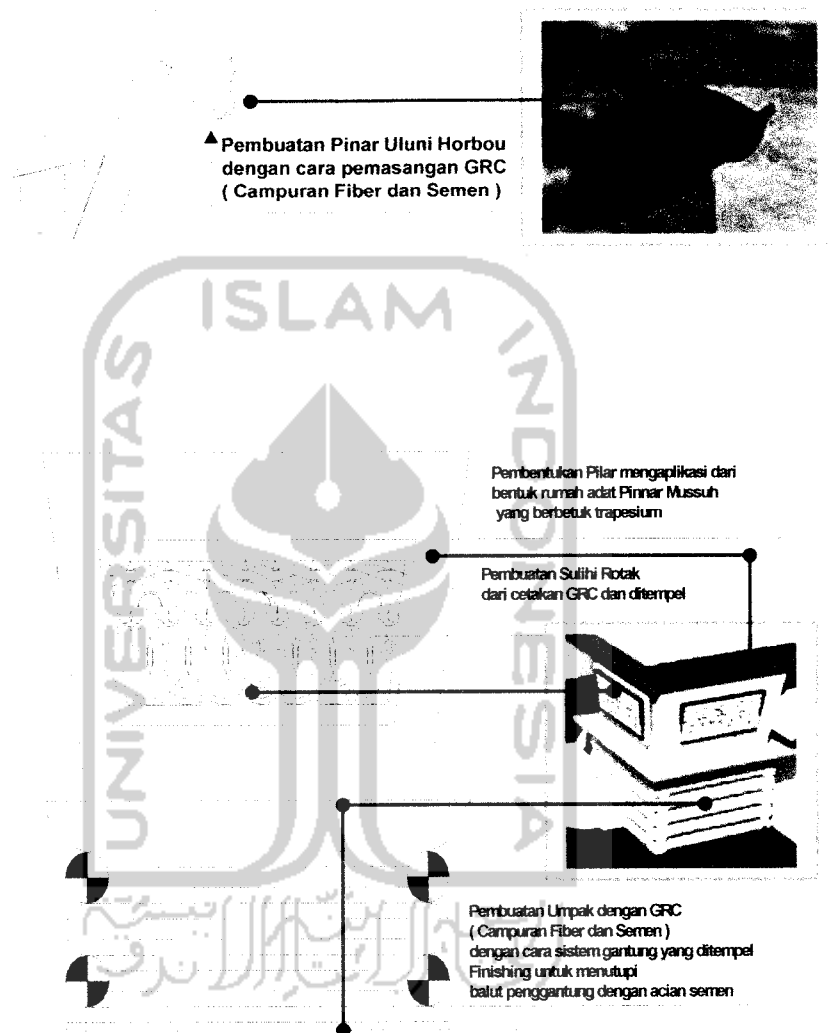 Pembuatan Pinar Uluni Horbou
dengan cara pemasangan GRC
( Campuran Fiber dan Semen )
ISLAM
UNIVERSITAS
INDONESIA
Pembentukan Pilar mengaplikasi dari
bentuk rumah adat Pinnar Mussuh
yang berbetuk trapesium
Pembuatan Sulihi Rotak
dari cetakan GRC dan ditempel
Pembuatan Umpak dengan GRC
( Campuran Fiber dan Semen )
dengan cara sistem gantung yang ditempel
Finishing untuk menutupi
balut penggantung dengan acian semen